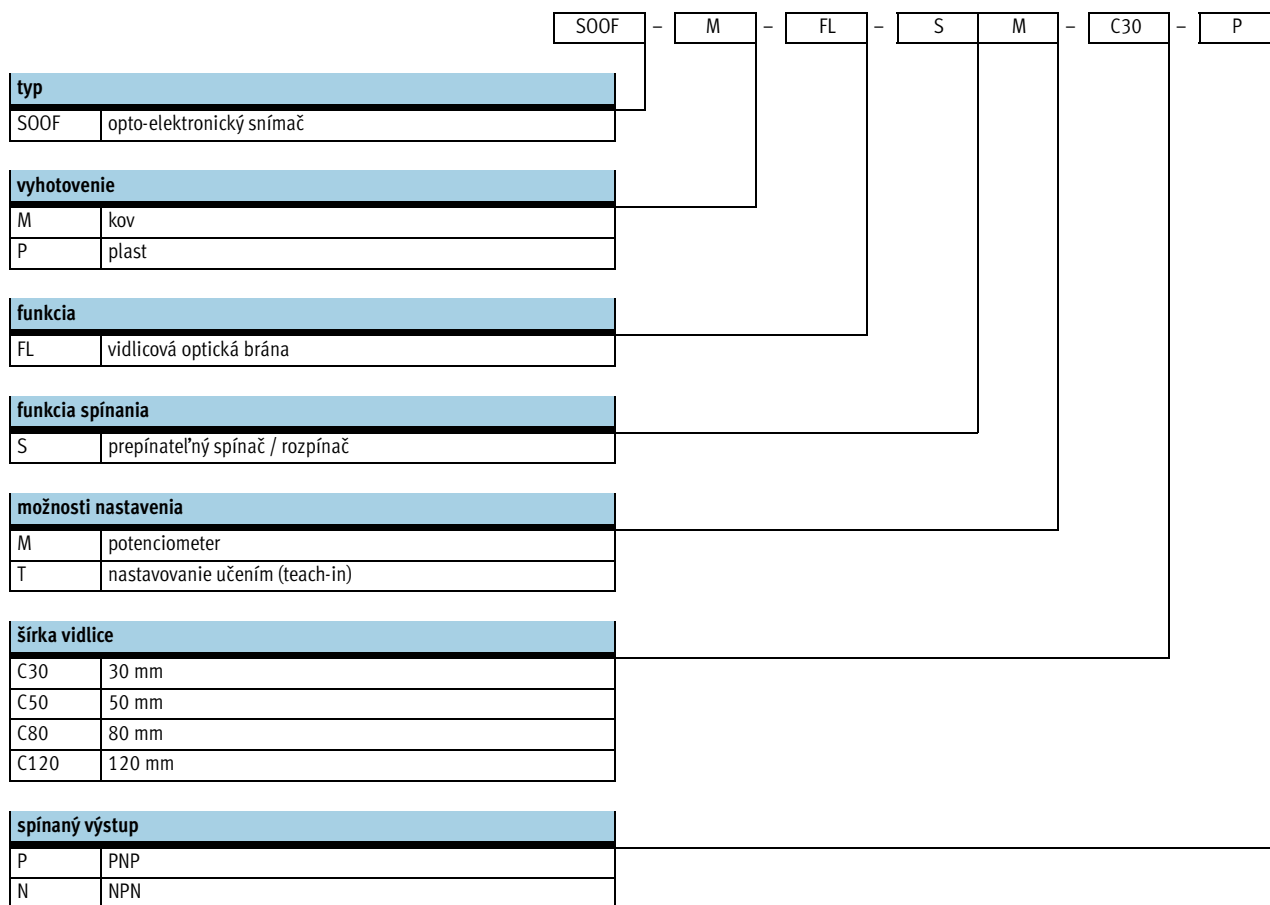 SOOF – M – FL – S M – C30 – P
typ
SOOF opto-elektronický snímač
vyhotovenie
M kov
P plast
funkcia
FL vidlicová optická brána
funkcia spínania
S prepínateľný spínač / rozpínač
možnosti nastavenia
M potenciometer
T nastavovanie učením (teach-in)
šírka vidlice
C30 30 mm
C50 50 mm
C80 80 mm
C120 120 mm
spínaný výstup
P PNP
N NPN